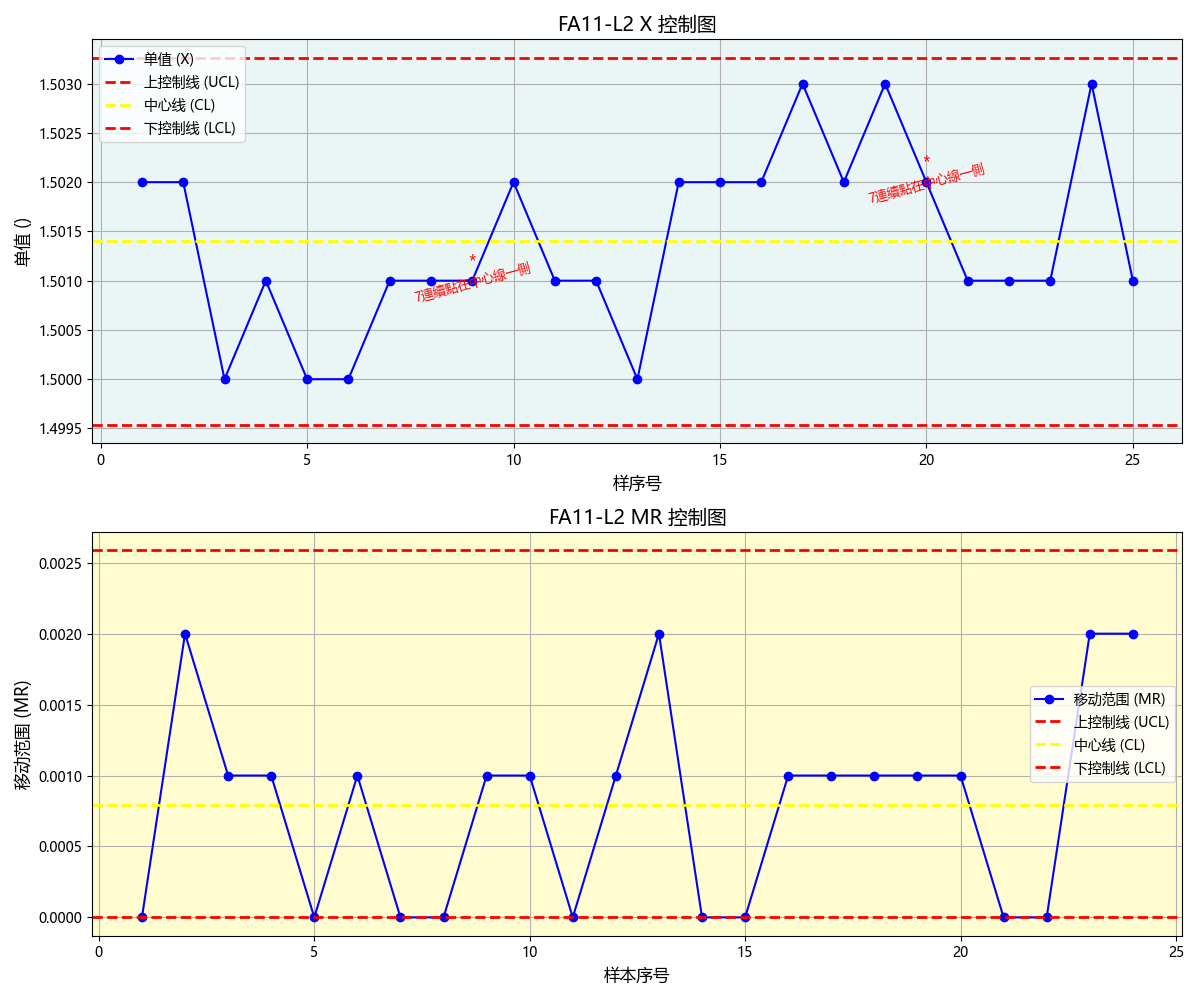 FA11-L2 X 控制图
单值 (X)
上控制线 (UCL)
中心线 (CL)
下控制线 (LCL)
1.5030
1.5025
1.5020
1.5015
1.5010
1.5005
1.5000
1.4995
单值 ()
*
7連續點在中心線一側
*
7連續點在中心線一側
0 5 10 15 20 25
样序号
FA11-L2 MR 控制图
0.0025
0.0020
0.0015
0.0010
0.0005
0.0000
移动范围 (MR)
移动范围 (MR)
上控制线 (UCL)
中心线 (CL)
下控制线 (LCL)
0 5 10 15 20 25
样本序号